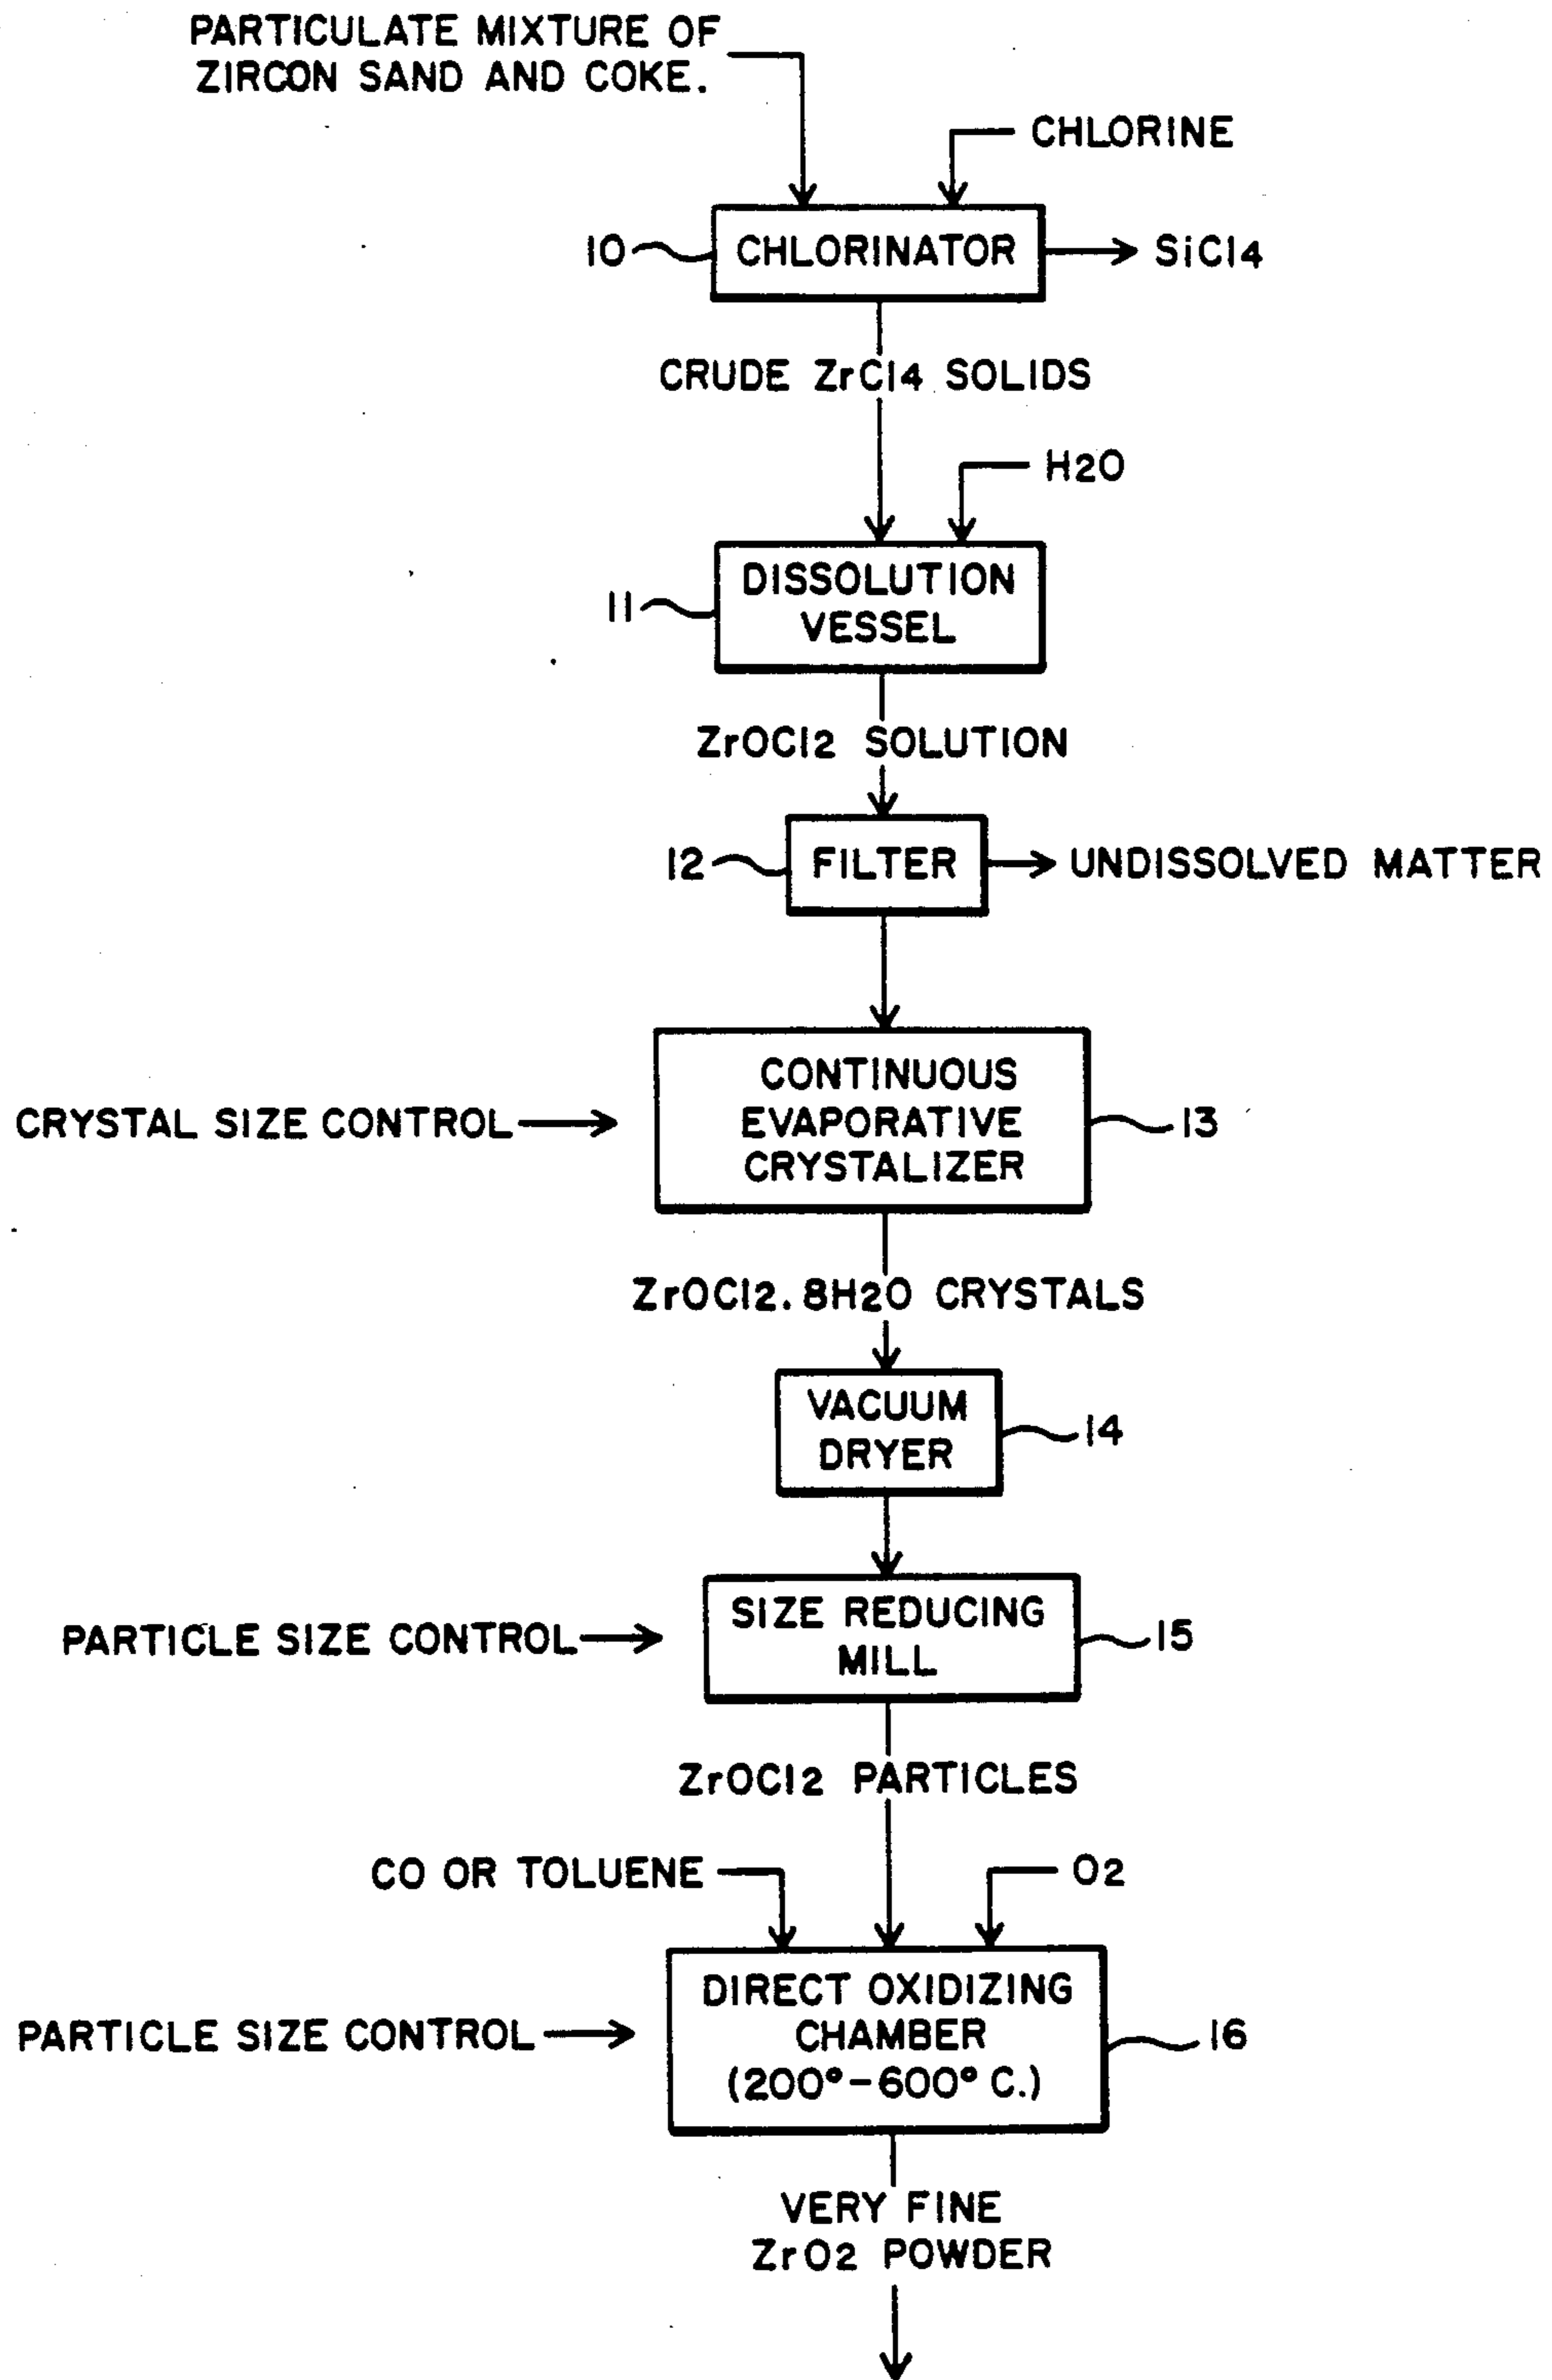 PARTICULATE MIXTURE OF
ZIRCON SAND AND COKE.
CHLORINE
10
CHLORINATOR
SiCl4
CRUDE ZrCl4 SOLIDS
H2O
11
DISSOLUTION
VESSEL
ZrOCl2 SOLUTION
12
FILTER
UNDISSOLVED MATTER
CRYSTAL SIZE CONTROL
CONTINUOUS
EVAPORATIVE
CRYSTALIZER
13
ZrOCl2.8H2O CRYSTALS
VACUUM
DRYER
14
PARTICLE SIZE CONTROL
SIZE REDUCING
MILL
15
ZrOCl2 PARTICLES
CO OR TOLUENE
O2
PARTICLE SIZE CONTROL
DIRECT OXIDIZING
CHAMBER
(200°-600° C.)
16
VERY FINE
ZrO2 POWDER